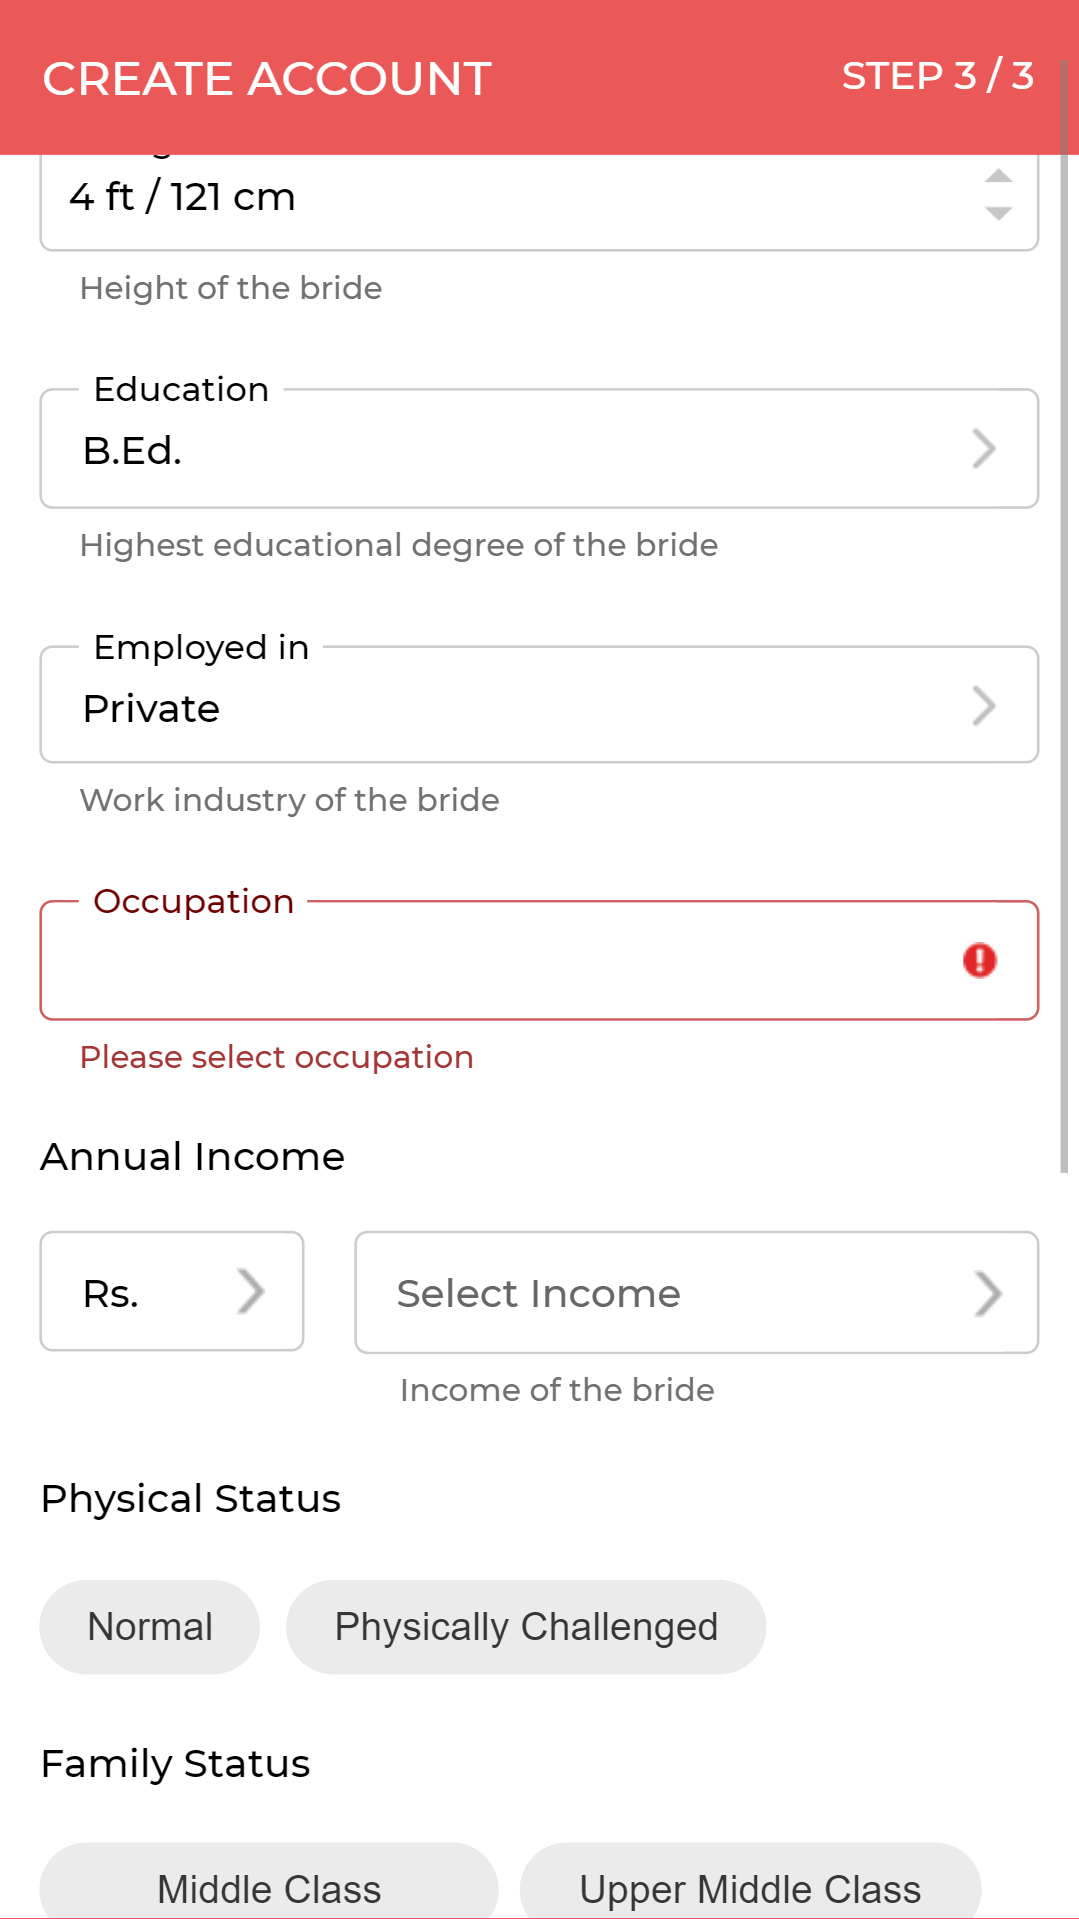 CREATE ACCOUNT
STEP 3 / 3
4 ft / 121 cm
Height of the bride
Education
B.Ed.
Highest educational degree of the bride
Employed in
Private
Work industry of the bride
Occupation
Please select occupation
Annual Income
Rs.
Select Income
Income of the bride
Physical Status
Normal
Physically Challenged
Family Status
Middle Class
Upper Middle Class